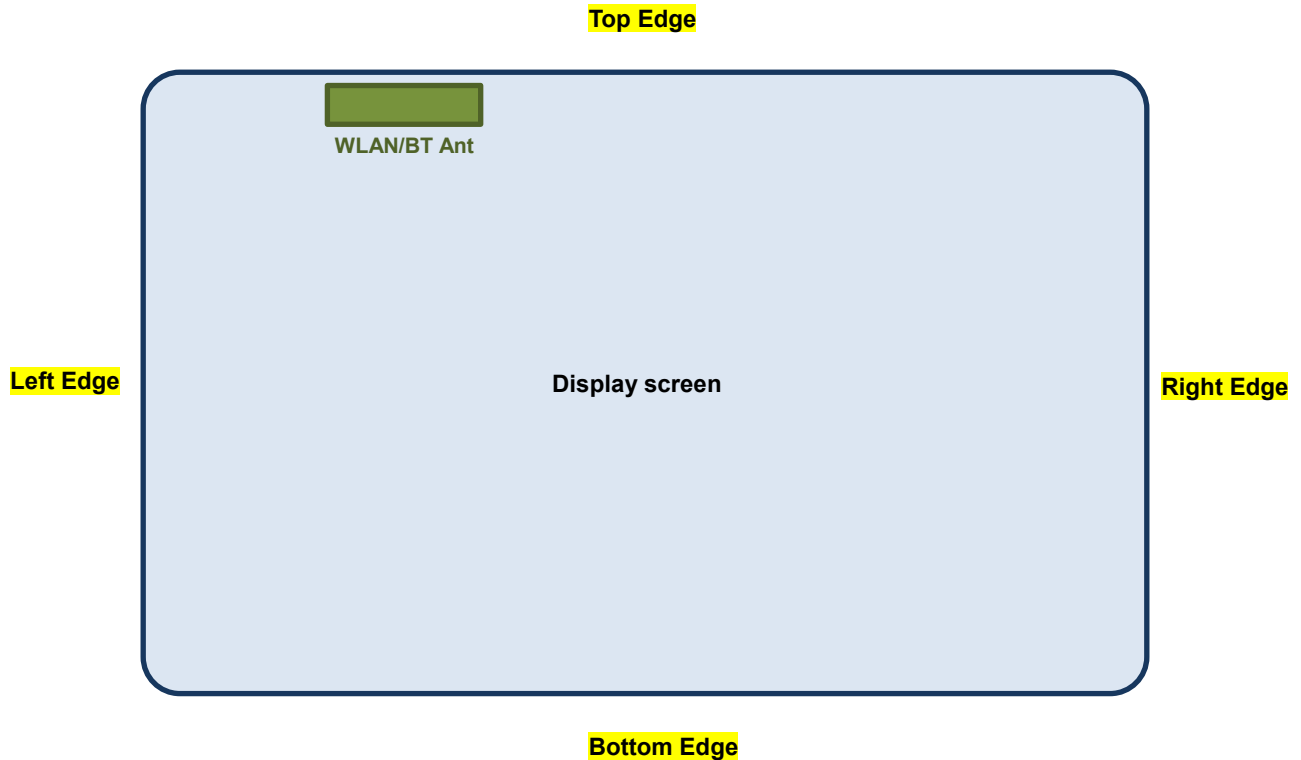 Top Edge
WLAN/BT Ant
Left Edge
Display screen
Right Edge
Bottom Edge